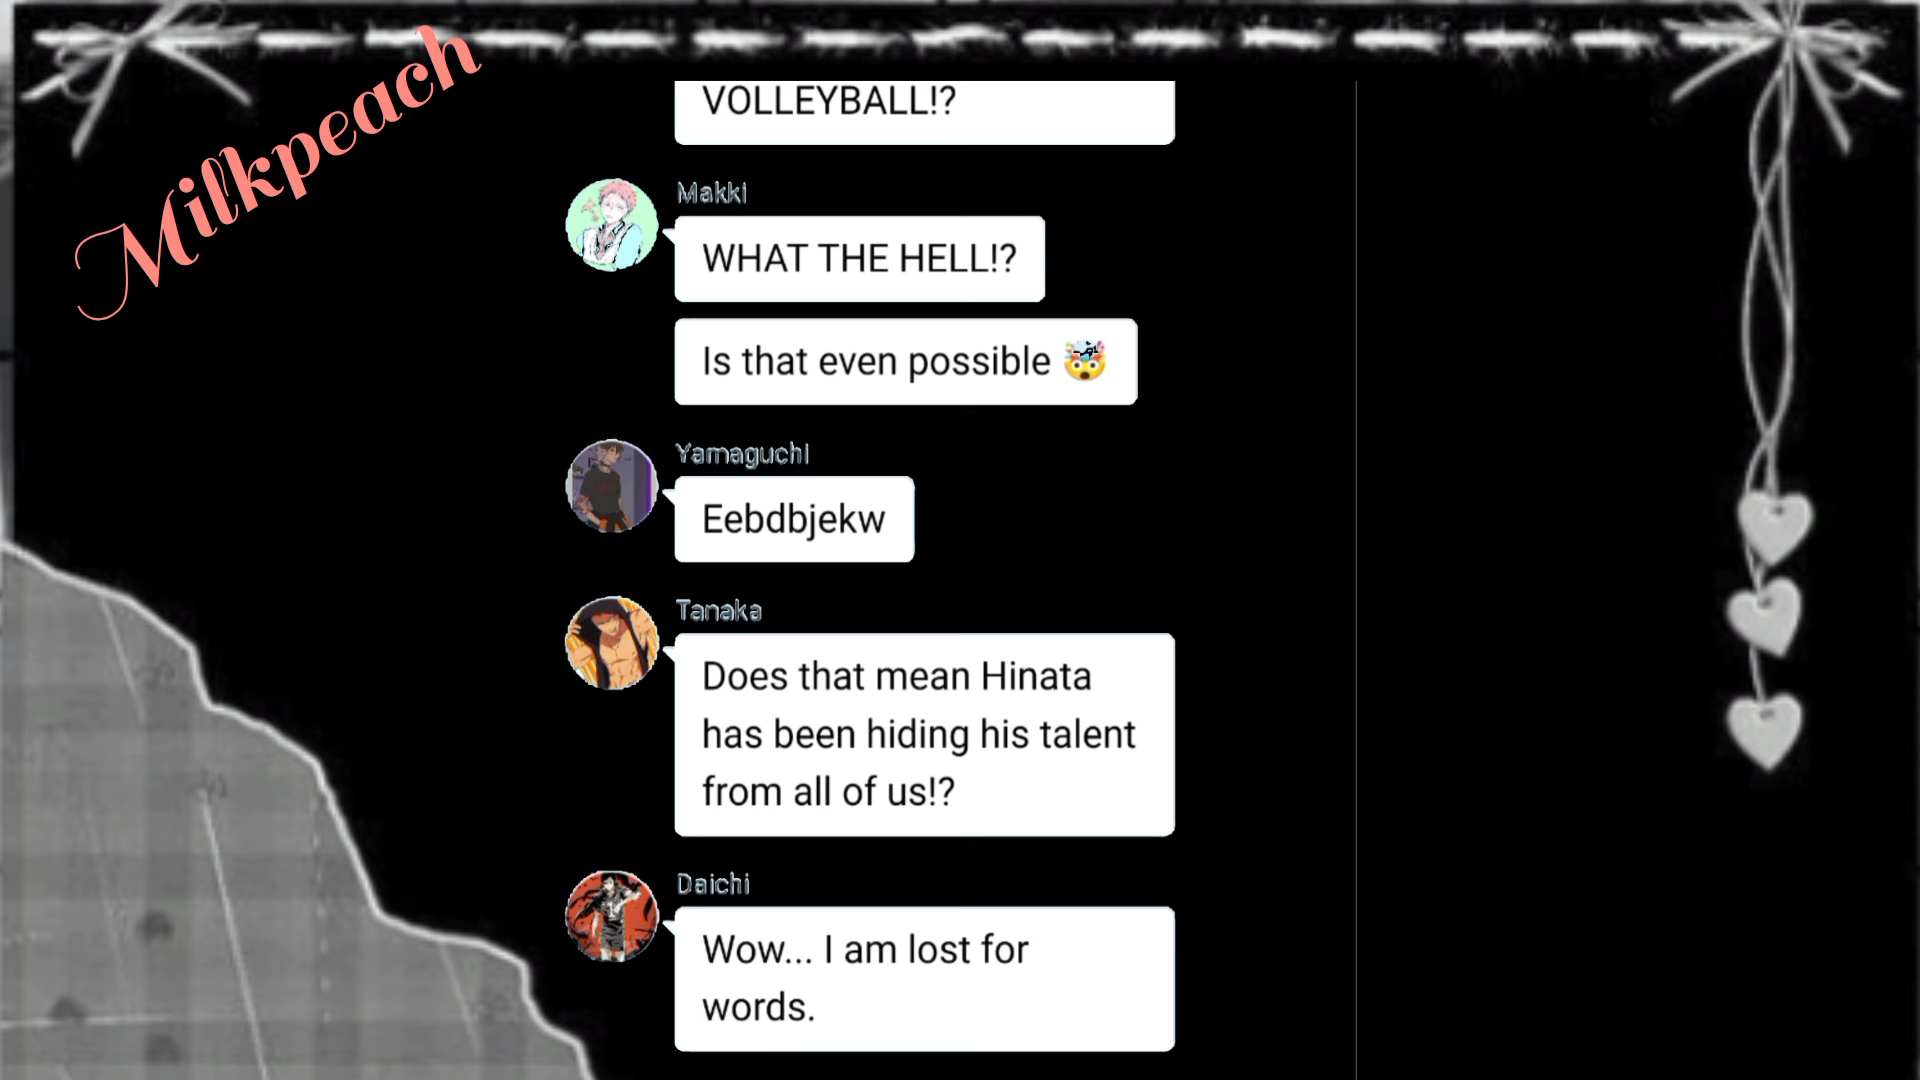 Milkpeach
VOLLEYBALL!?
Makki
WHAT THE HELL!?
Is that even possible 🤯
Yamaguchi
Eebdbjekw
Tanaka
Does that mean Hinata
has been hiding his talent
from all of us!?
Daichi
Wow... I am lost for
words.